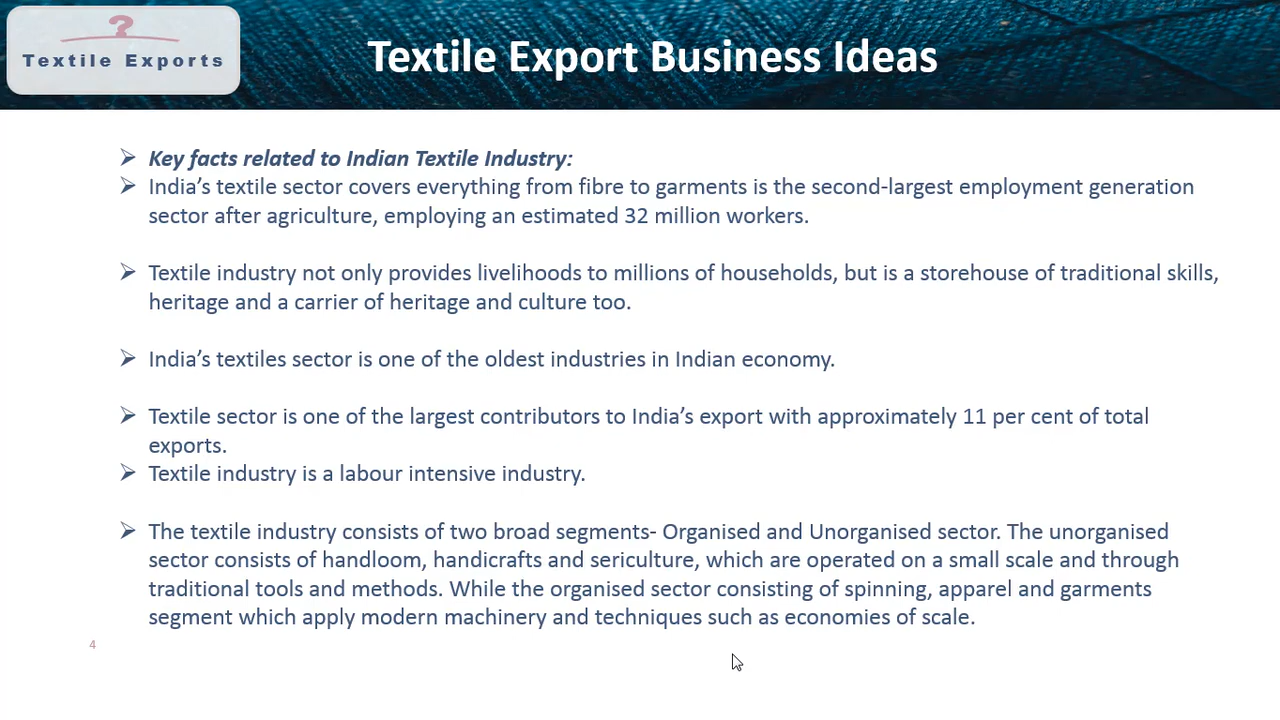 Textile Exports
Textile Export Business Ideas
➢ Key facts related to Indian Textile Industry:
➢ India’s textile sector covers everything from fibre to garments is the second-largest employment generation
sector after agriculture, employing an estimated 32 million workers.
➢ Textile industry not only provides livelihoods to millions of households, but is a storehouse of traditional skills,
heritage and a carrier of heritage and culture too.
➢ India’s textiles sector is one of the oldest industries in Indian economy.
➢ Textile sector is one of the largest contributors to India’s export with approximately 11 per cent of total
exports.
➢ Textile industry is a labour intensive industry.
➢ The textile industry consists of two broad segments- Organised and Unorganised sector. The unorganised
sector consists of handloom, handicrafts and sericulture, which are operated on a small scale and through
traditional tools and methods. While the organised sector consisting of spinning, apparel and garments
segment which apply modern machinery and techniques such as economies of scale.
4